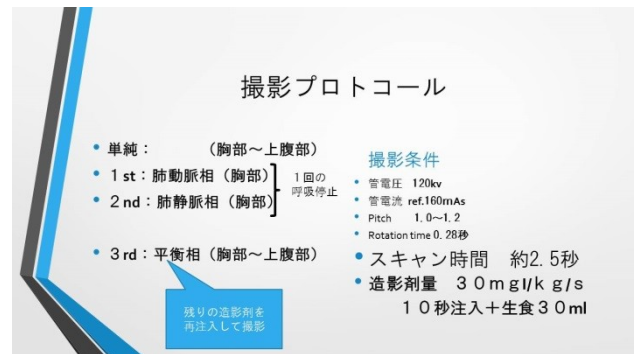 撮影プロトコール
• 単純： （胸部～上腹部）
• 1 st：肺動脈相（胸部）
• 2 nd：肺静脈相（胸部）
1回の
呼吸停止
• 3 rd：平衡相（胸部～上腹部）
残りの造影剤を
再注入して撮影
撮影条件
• 管電圧 120kv
• 管電流 ref.160mAs
• Pitch 1.0～1.2
• Rotation time 0.28秒
• スキャン時間 約2.5秒
• 造影剤量 30mgI/kg/s
10秒注入＋生食30ml